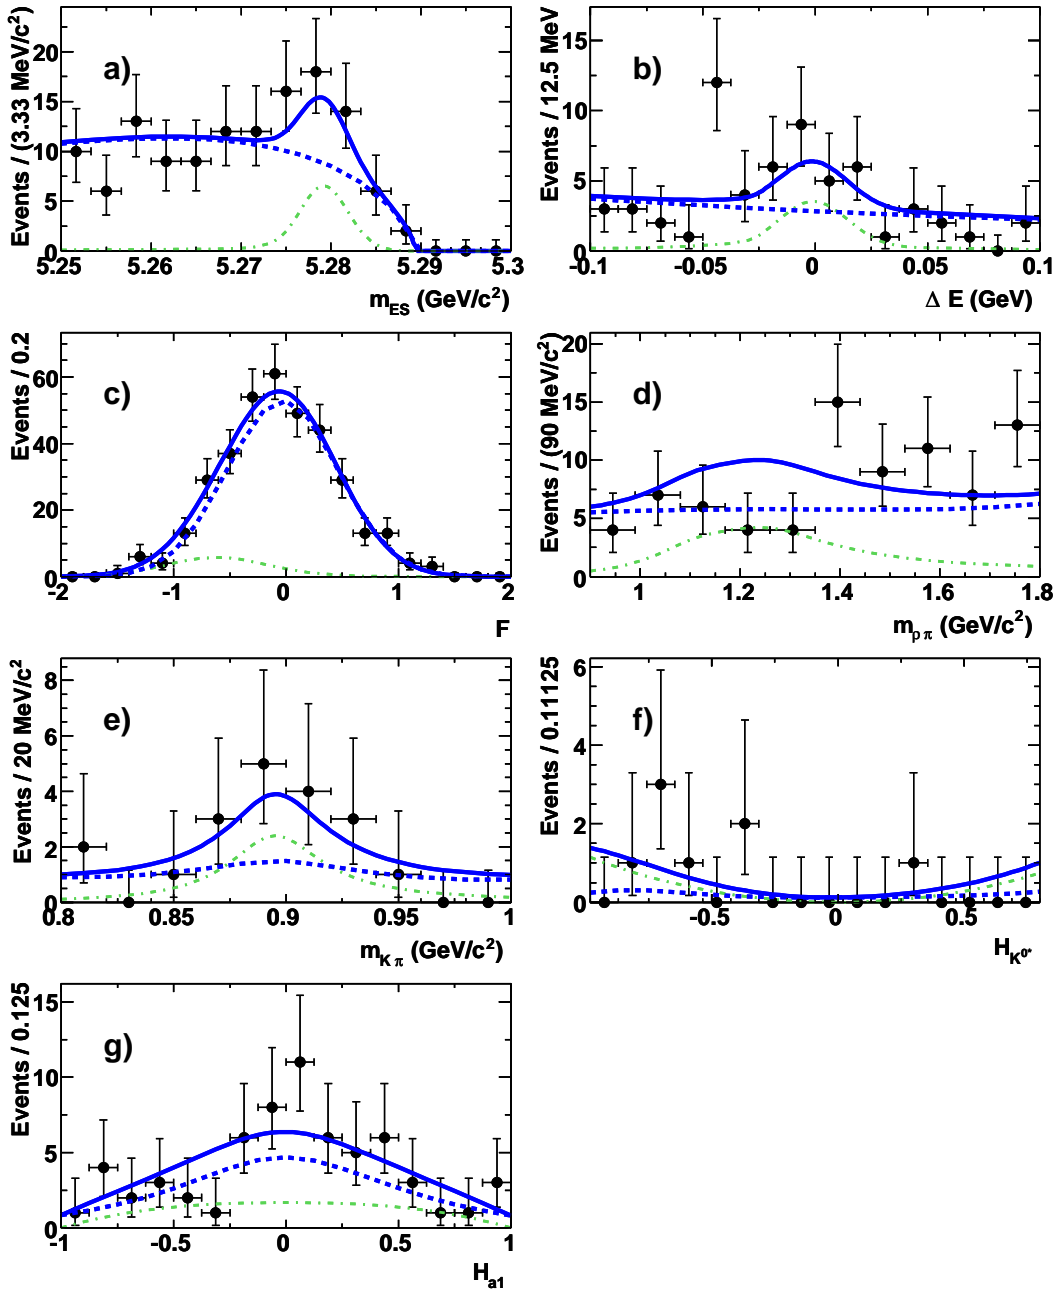 a)
Events / (3.33 MeV/c²)
20
15
10
5
0
5.25 5.26 5.27 5.28 5.29 5.3
m_ES (GeV/c²)
b)
Events / 12.5 MeV
15
10
5
0
-0.1 -0.05 0 0.05 0.1
Δ E (GeV)
c)
Events / 0.2
60
40
20
0
-2 -1 0 1 2
F
d)
Events / (90 MeV/c²)
20
15
10
5
0
1 1.2 1.4 1.6 1.8
m_ρπ (GeV/c²)
e)
Events / 20 MeV/c²
8
6
4
2
0
0.8 0.85 0.9 0.95 1
m_Kπ (GeV/c²)
f)
Events / 0.11125
6
4
2
0
-0.5 0 0.5
H_K⁰*
g)
Events / 0.125
15
10
5
0
-1 -0.5 0 0.5 1
H_a1